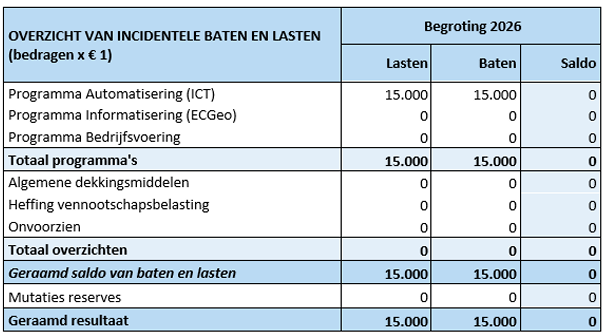 OVERZICHT VAN INCIDENTELE BATEN EN LASTEN (bedragen x € 1) Begroting 2026
Lasten Baten Saldo
Programma Automatisering (ICT) 15.000 15.000 0
Programma Informatisering (ECGeo) 0 0 0
Programma Bedrijfsvoering 0 0 0
Totaal programma's 15.000 15.000 0
Algemene dekkingsmiddelen 0 0 0
Heffing vennootschapsbelasting 0 0 0
Onvoorzien 0 0 0
Totaal overzichten 0 0 0
Geraamd saldo van baten en lasten 15.000 15.000 0
Mutaties reserves 0 0 0
Geraamd resultaat 15.000 15.000 0